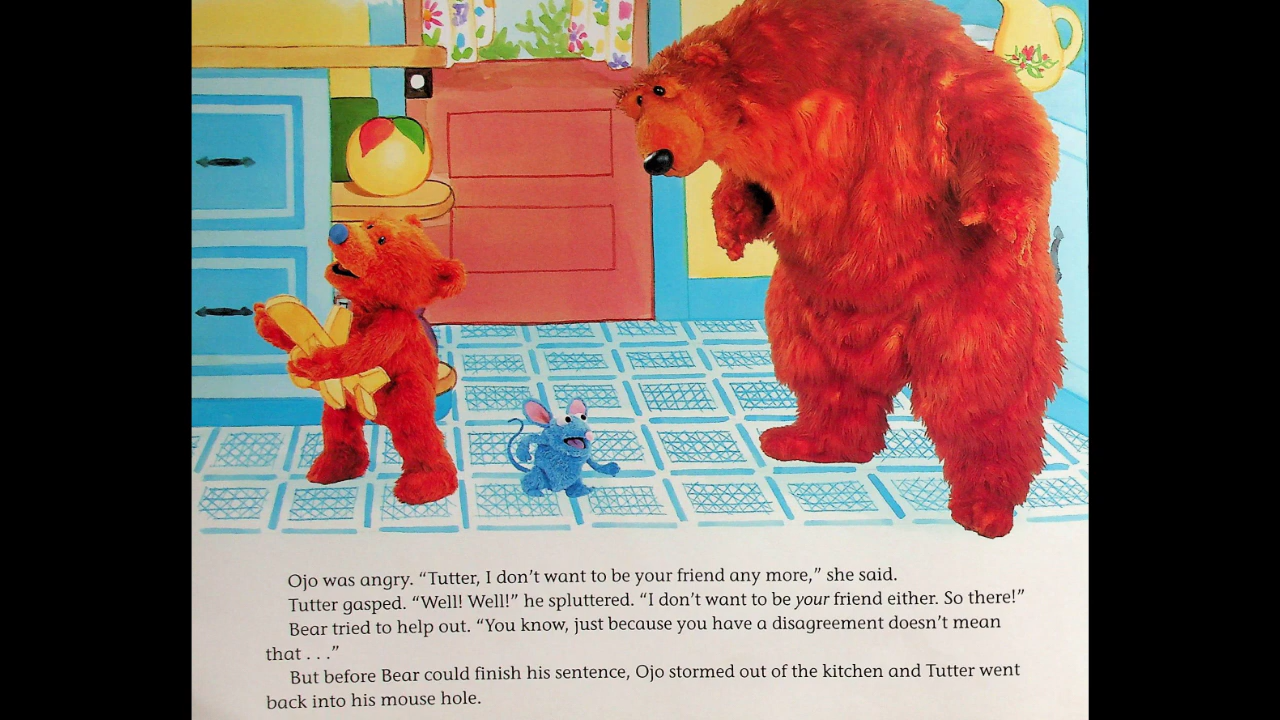 Ojo was angry. “Tutter, I don’t want to be your friend any more,” she said.
Tutter gasped. “Well! Well!” he spluttered. “I don’t want to be your friend either. So there!”
Bear tried to help out. “You know, just because you have a disagreement doesn’t mean
that . . .”
But before Bear could finish his sentence, Ojo stormed out of the kitchen and Tutter went
back into his mouse hole.